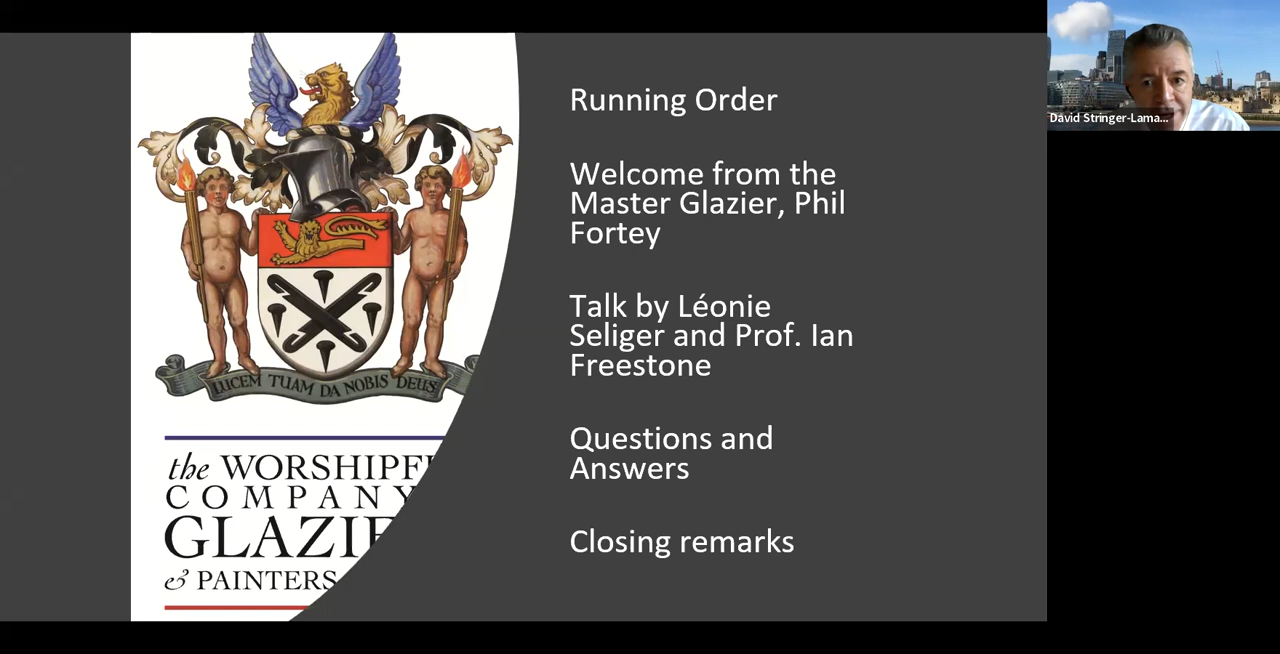 LUCEM TUAM DA NOBIS DEUS
the WORSHIPF
COMPANY
GLAZIE
& PAINTERS
Running Order
Welcome from the
Master Glazier, Phil
Fortey
Talk by Léonie
Seliger and Prof. Ian
Freestone
Questions and
Answers
Closing remarks
David Stringer-Lama...